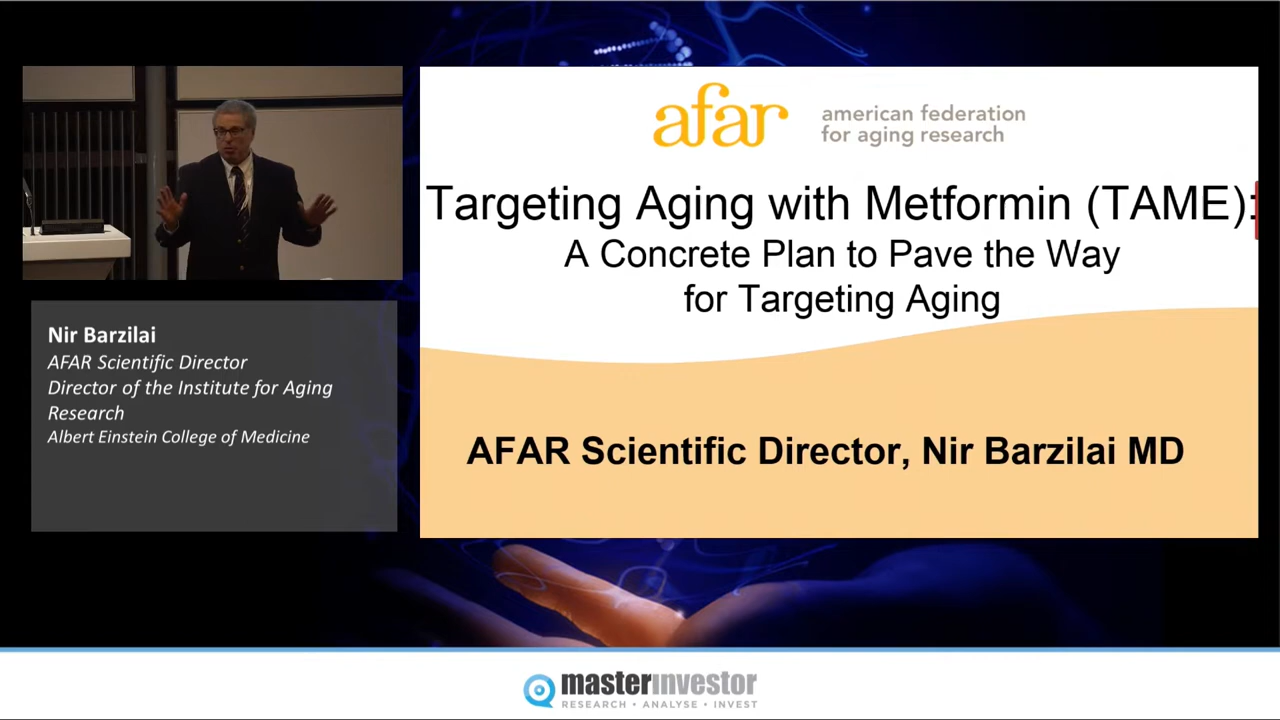 Nir Barzilai
AFAR Scientific Director
Director of the Institute for Aging
Research
Albert Einstein College of Medicine
afar
american federation
for aging research
Targeting Aging with Metformin (TAME):
A Concrete Plan to Pave the Way
for Targeting Aging
AFAR Scientific Director, Nir Barzilai MD
masterinvestor
RESEARCH • ANALYSE • INVEST